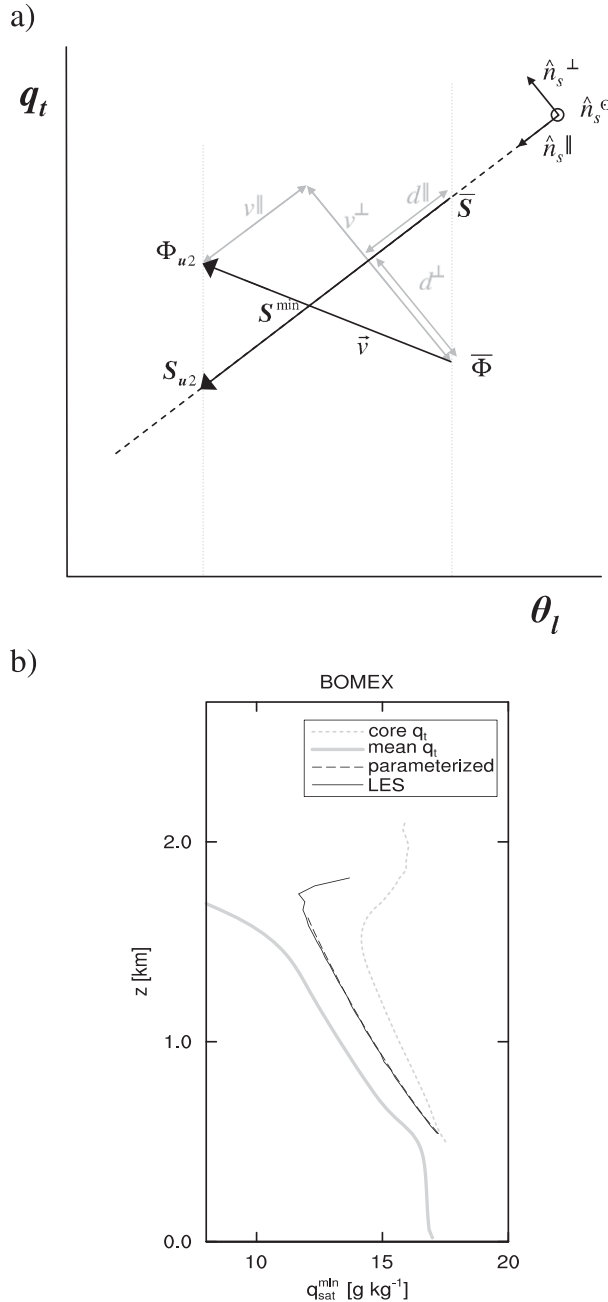 a)
q_t
n̂_s^⊥
n̂_s^⊙
n̂_s^∥
d^∥
S̅
v^∥
v^⊥
Φ_u2
d^⊥
S^min
v⃗
Φ̅
S_u2
θ_l
b)
BOMEX
core q_t
mean q_t
parameterized
LES
2.0
z [km]
1.0
0.0
10 15 20
q_sat^min [g kg⁻¹]